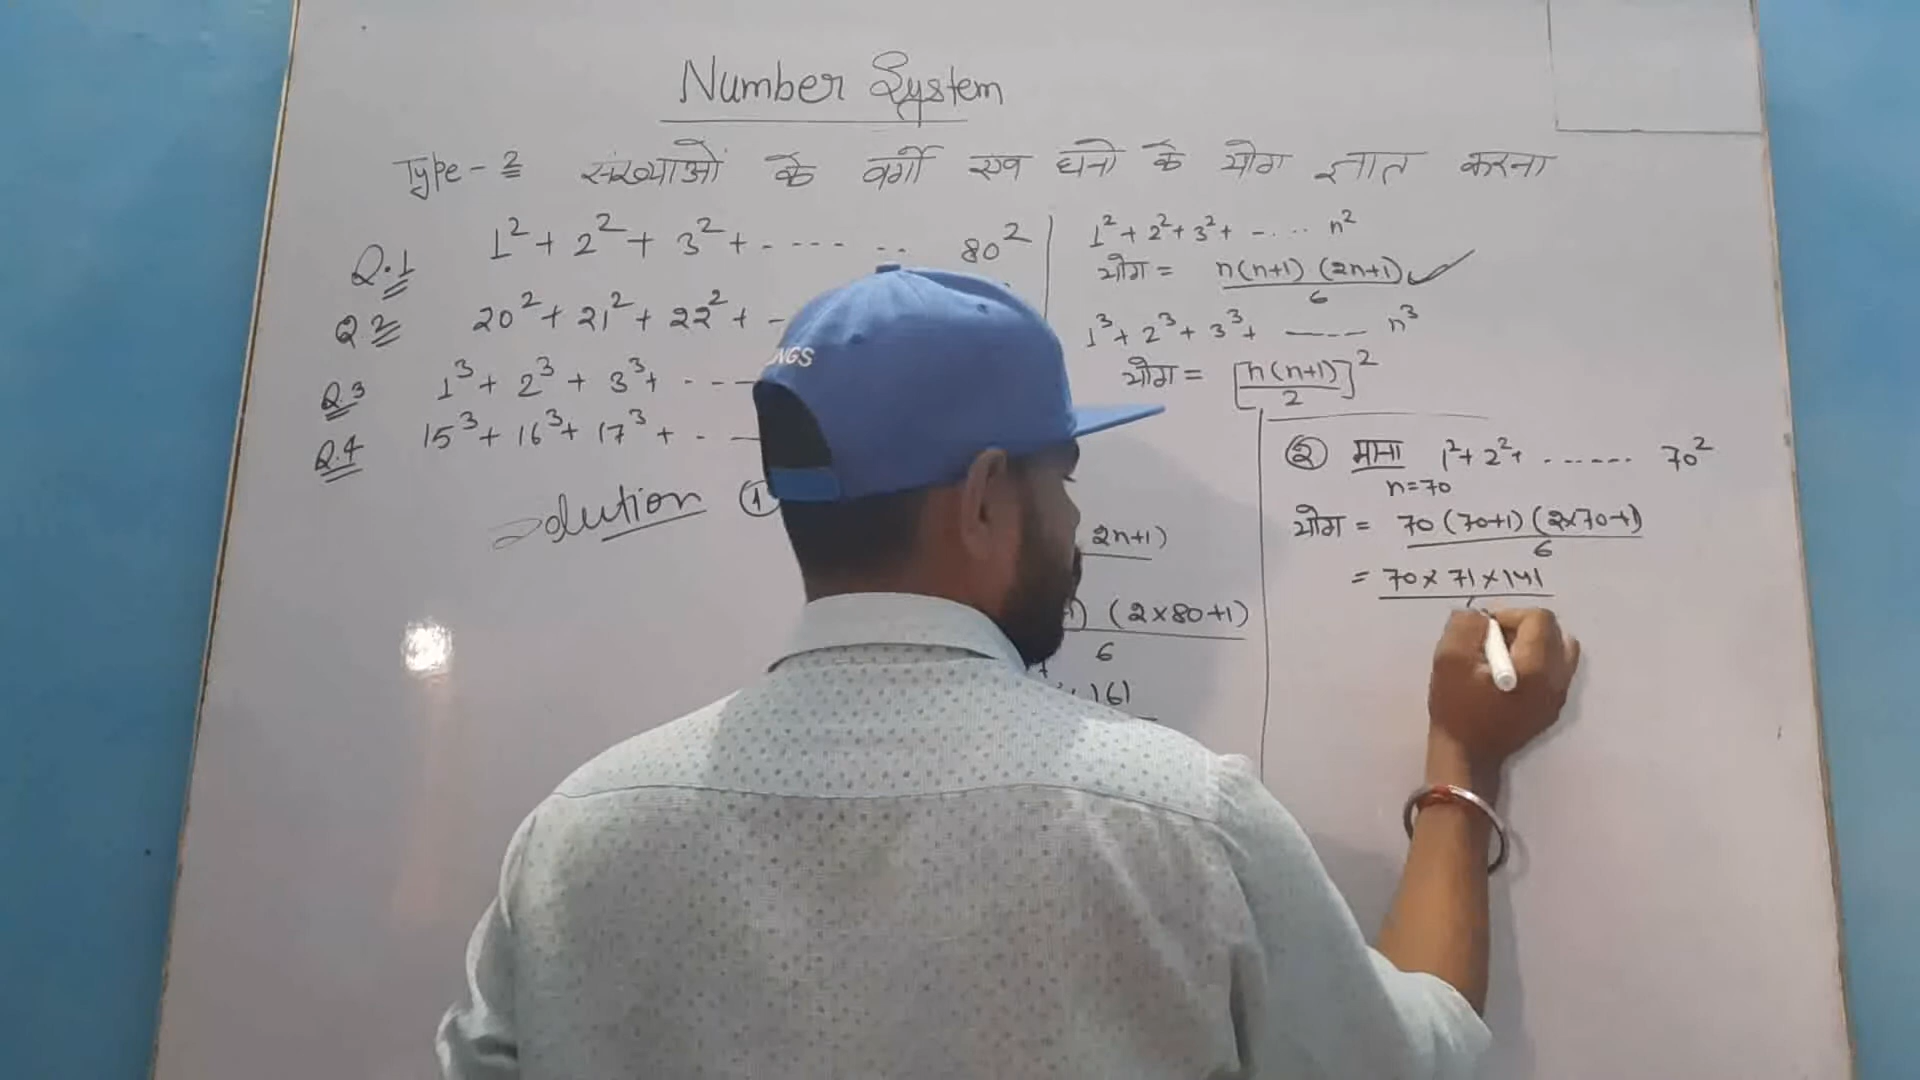 Number System
Type - 2 संख्याओं के वर्गो एव घनो के योग ज्ञात करना
Q.1 1² + 2² + 3² + - - - - - - 80²
Q 2 20² + 21² + 22² + -
Q.3 1³ + 2³ + 3³ + - - -
Q.4 15³ + 16³ + 17³ + - -
Solution ①
2n+1)
) (2×80+1)
6
161
1² + 2² + 3² + - - - - n²
योग = n(n+1) (2n+1) ✓
6
1³ + 2³ + 3³ + - - - - n³
योग = [n(n+1)]²
2
② माना 1² + 2² + - - - - - - 70²
n=70
योग = 70 (70+1) (2×70+1)
6
= 70 × 71 × 141
NGS